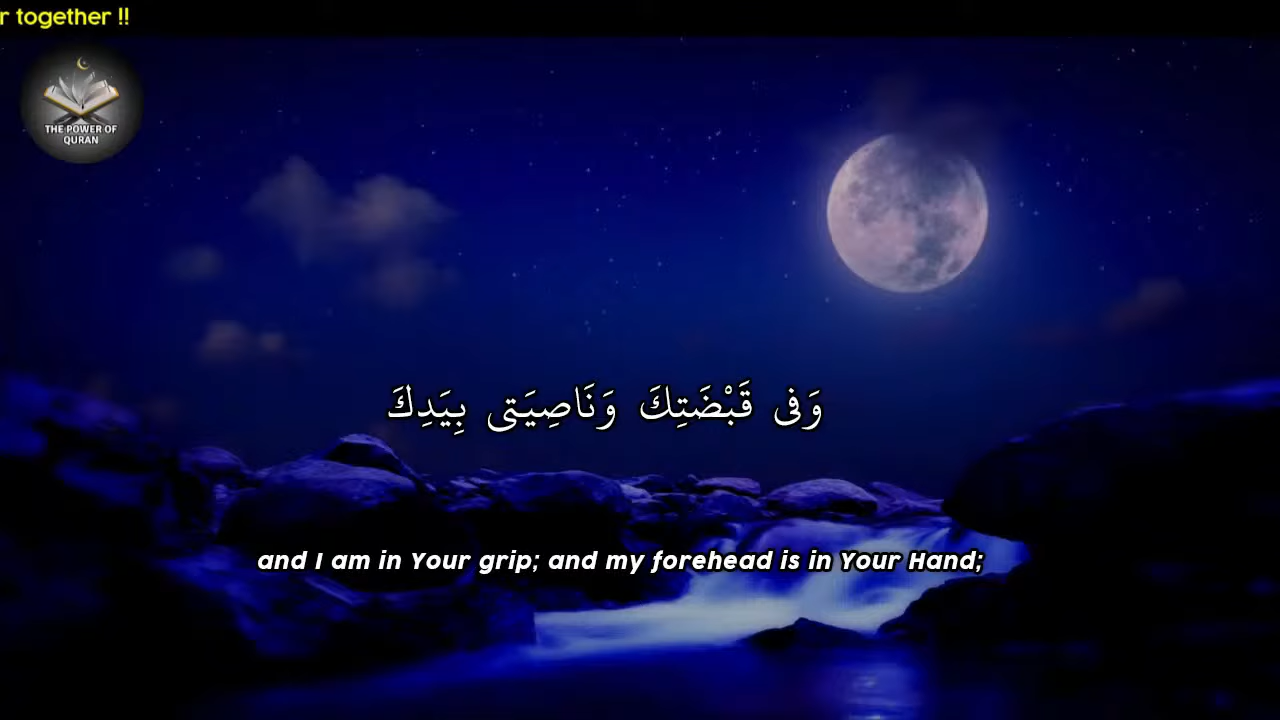 r together !!
THE POWER OF
QURAN
وَفِى قَبْضَتِكَ وَنَاصِيَتِى بِيَدِكَ
and I am in Your grip; and my forehead is in Your Hand;